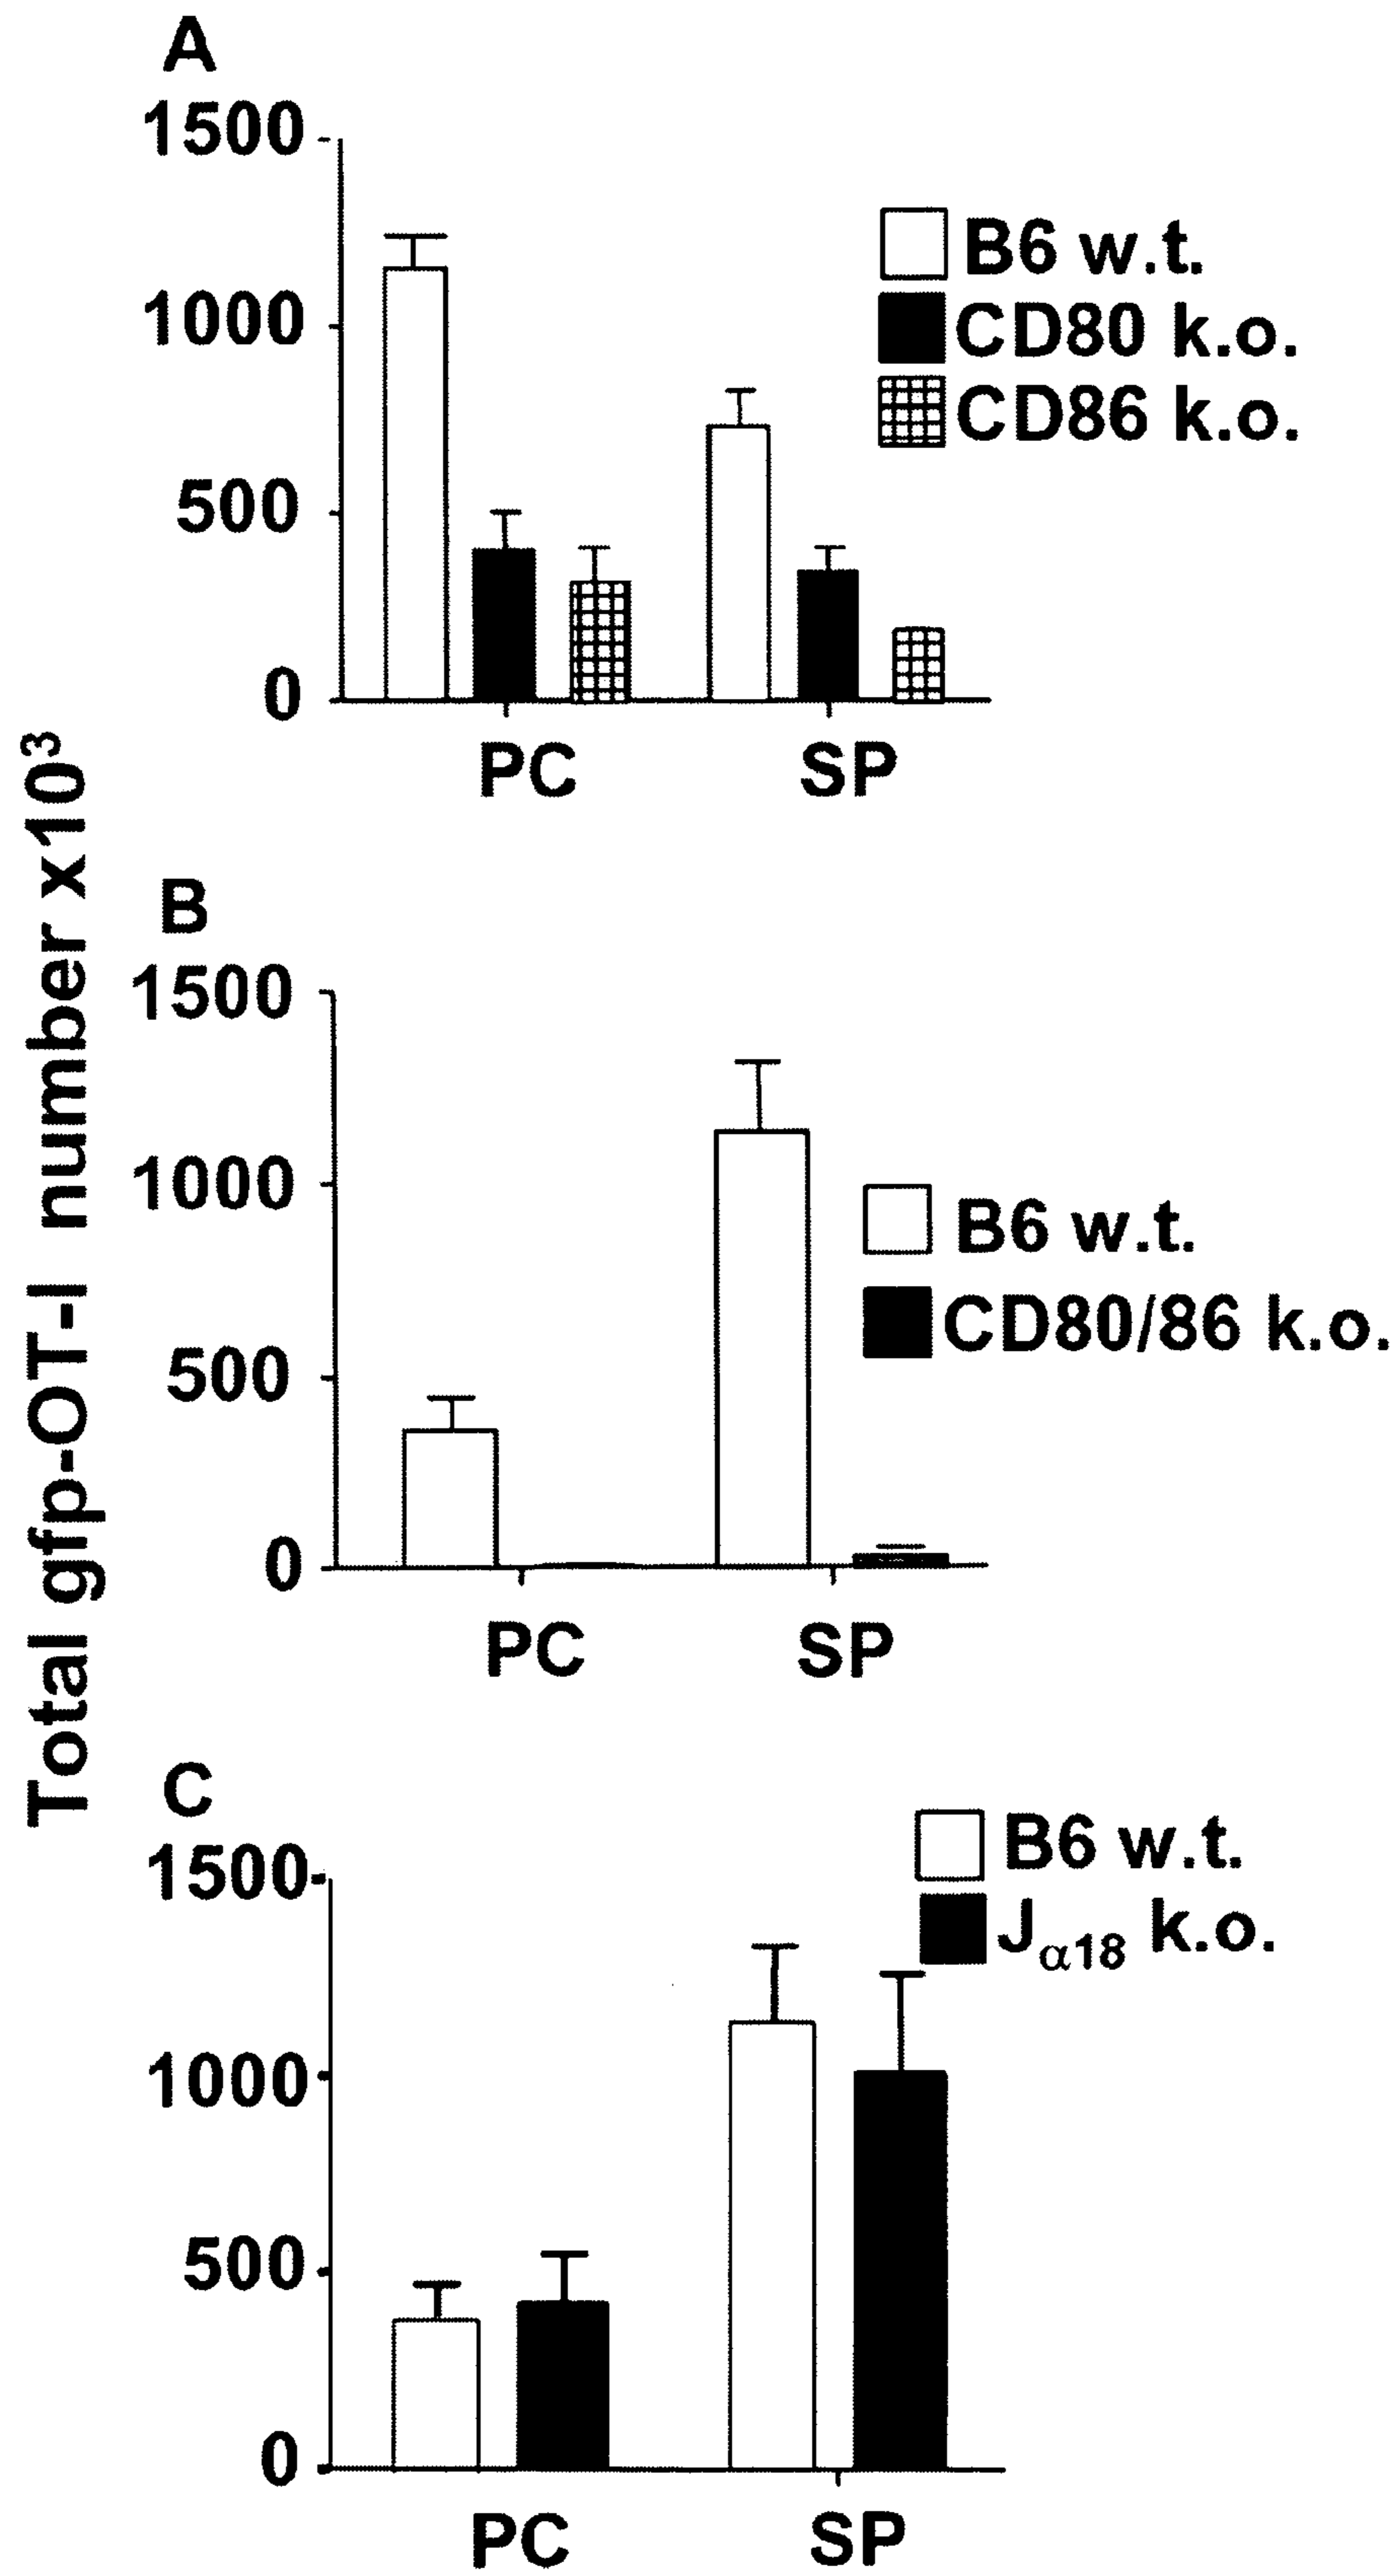 Total gfp-OT-I number x10³
A
1500
1000
500
0
PC SP
B6 w.t.
CD80 k.o.
CD86 k.o.
B
1500
1000
500
0
PC SP
B6 w.t.
CD80/86 k.o.
C
1500
1000
500
0
PC SP
B6 w.t.
Jα18 k.o.